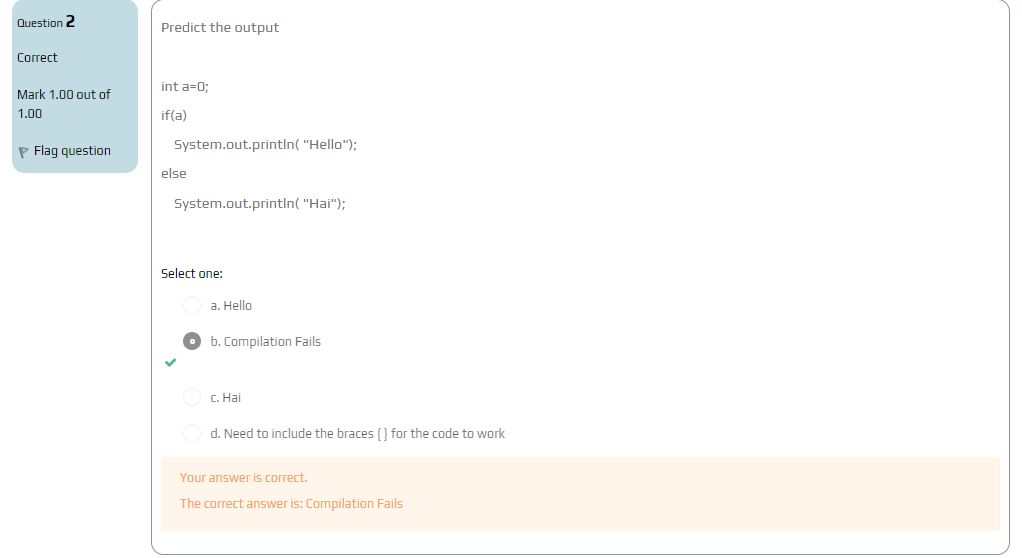 Question 2
Correct
Mark 1.00 out of
1.00
Flag question
Predict the output
int a=0;
if(a)
System.out.println( "Hello");
else
System.out.println( "Hai");
Select one:
a. Hello
b. Compilation Fails
c. Hai
d. Need to include the braces { } for the code to work
Your answer is correct.
The correct answer is: Compilation Fails